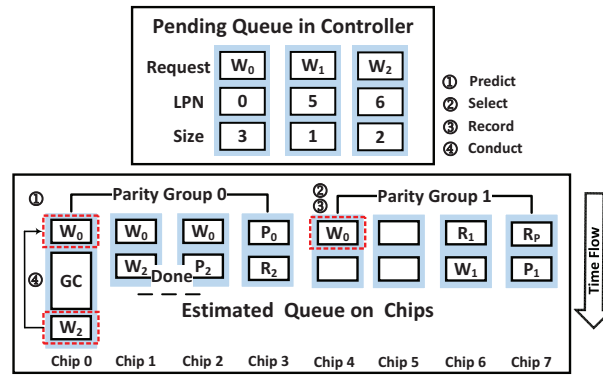 Pending Queue in Controller
Request W₀ W₁ W₂
LPN 0 5 6
Size 3 1 2
① Predict
② Select
③ Record
④ Conduct
① Parity Group 0 ② ③ Parity Group 1
W₀ W₀ W₀ P₀ W₀ R₁ Rₚ
④ GC W₂ P₂ R₂ W₁ P₁
Done
W₂
Estimated Queue on Chips
Chip 0 Chip 1 Chip 2 Chip 3 Chip 4 Chip 5 Chip 6 Chip 7
Time Flow